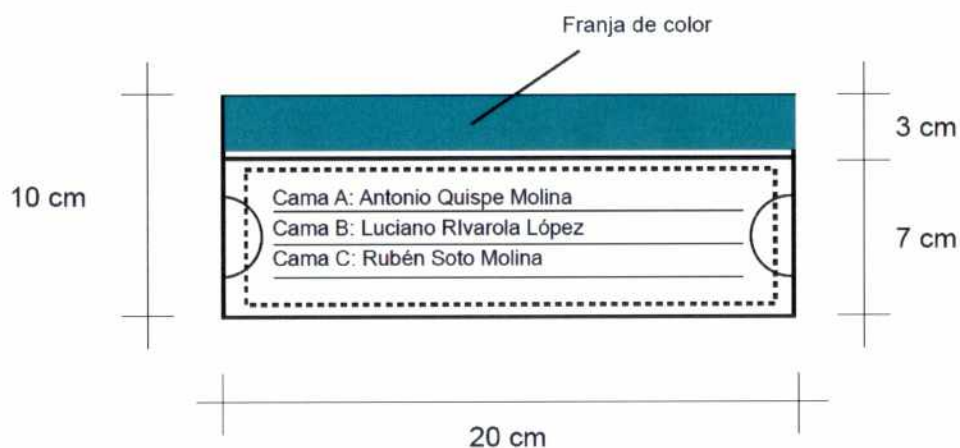 Franja de color
3 cm
10 cm
Cama A: Antonio Quispe Molina
Cama B: Luciano RIvarola López
Cama C: Rubén Soto Molina
7 cm
20 cm